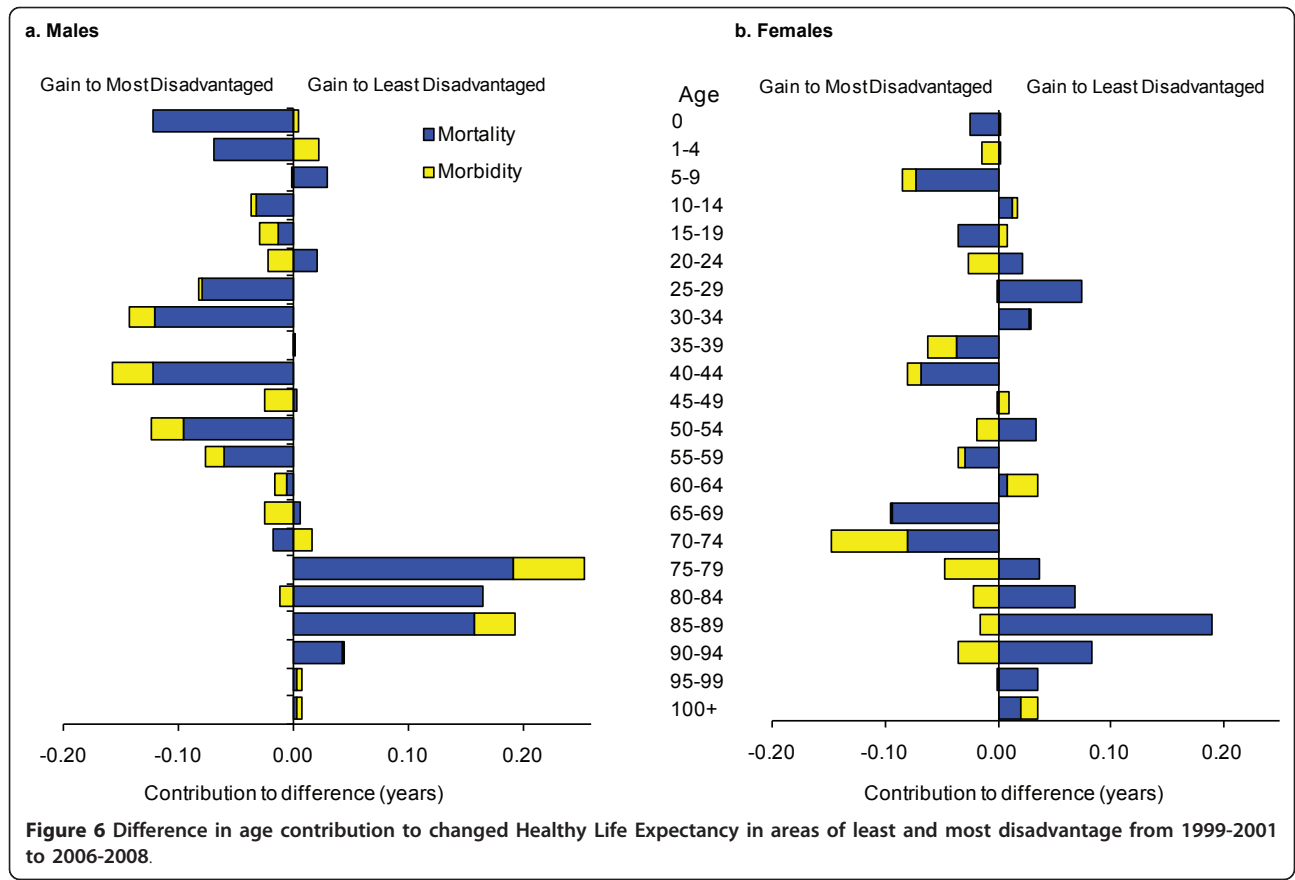 a. Males
b. Females
Gain to Most Disadvantaged
Gain to Least Disadvantaged
Age
Gain to Most Disadvantaged
Gain to Least Disadvantaged
Mortality
Morbidity
0
1-4
5-9
10-14
15-19
20-24
25-29
30-34
35-39
40-44
45-49
50-54
55-59
60-64
65-69
70-74
75-79
80-84
85-89
90-94
95-99
100+
-0.20 -0.10 0.00 0.10 0.20
-0.20 -0.10 0.00 0.10 0.20
Contribution to difference (years)
Contribution to difference (years)
Figure 6 Difference in age contribution to changed Healthy Life Expectancy in areas of least and most disadvantage from 1999-2001
to 2006-2008.